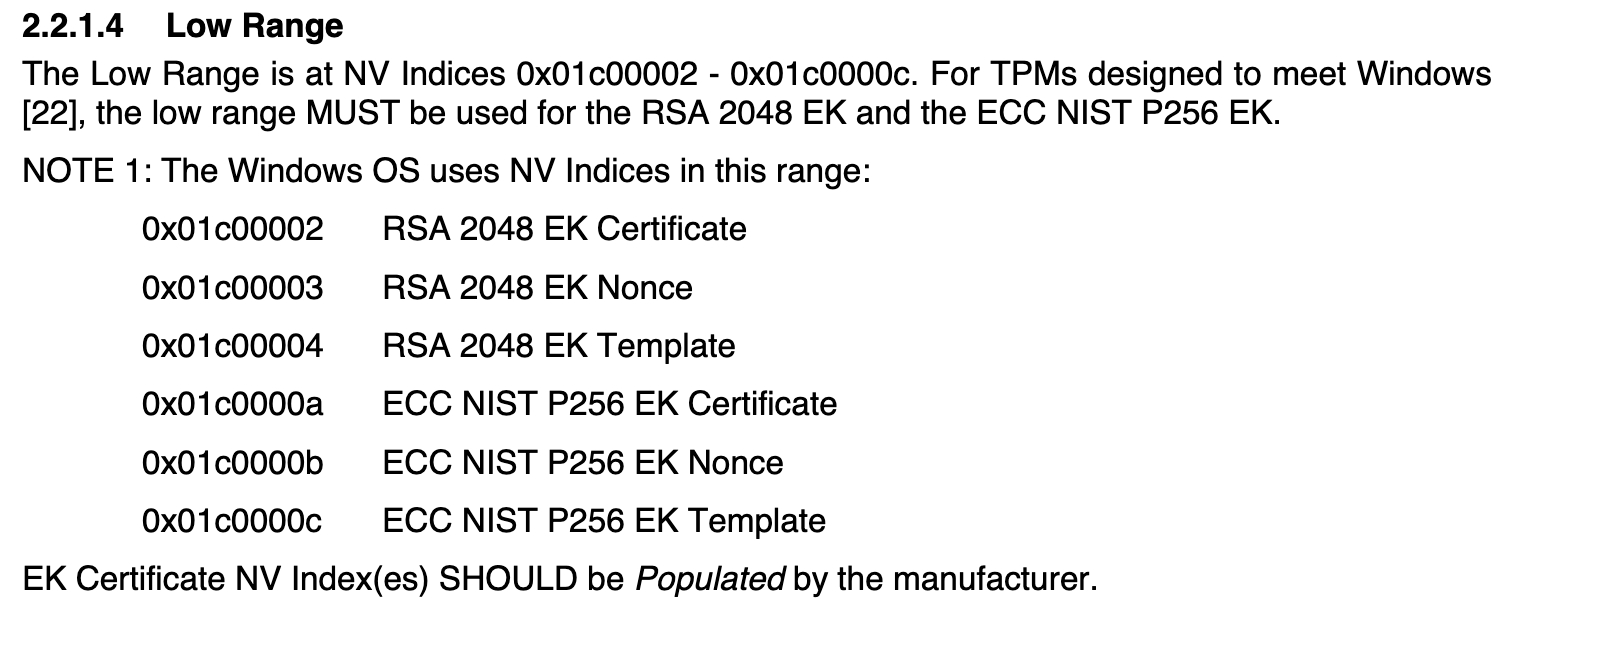 2.2.1.4 Low Range
The Low Range is at NV Indices 0x01c00002 - 0x01c0000c. For TPMs designed to meet Windows
[22], the low range MUST be used for the RSA 2048 EK and the ECC NIST P256 EK.
NOTE 1: The Windows OS uses NV Indices in this range:
0x01c00002 RSA 2048 EK Certificate
0x01c00003 RSA 2048 EK Nonce
0x01c00004 RSA 2048 EK Template
0x01c0000a ECC NIST P256 EK Certificate
0x01c0000b ECC NIST P256 EK Nonce
0x01c0000c ECC NIST P256 EK Template
EK Certificate NV Index(es) SHOULD be Populated by the manufacturer.